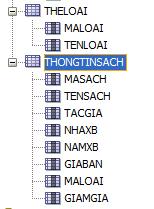 THELOAI
MALOAI
TENLOAI
THONGTINSACH
MASACH
TENSACH
TACGIA
NHAXB
NAMXB
GIABAN
MALOAI
GIAMGIA